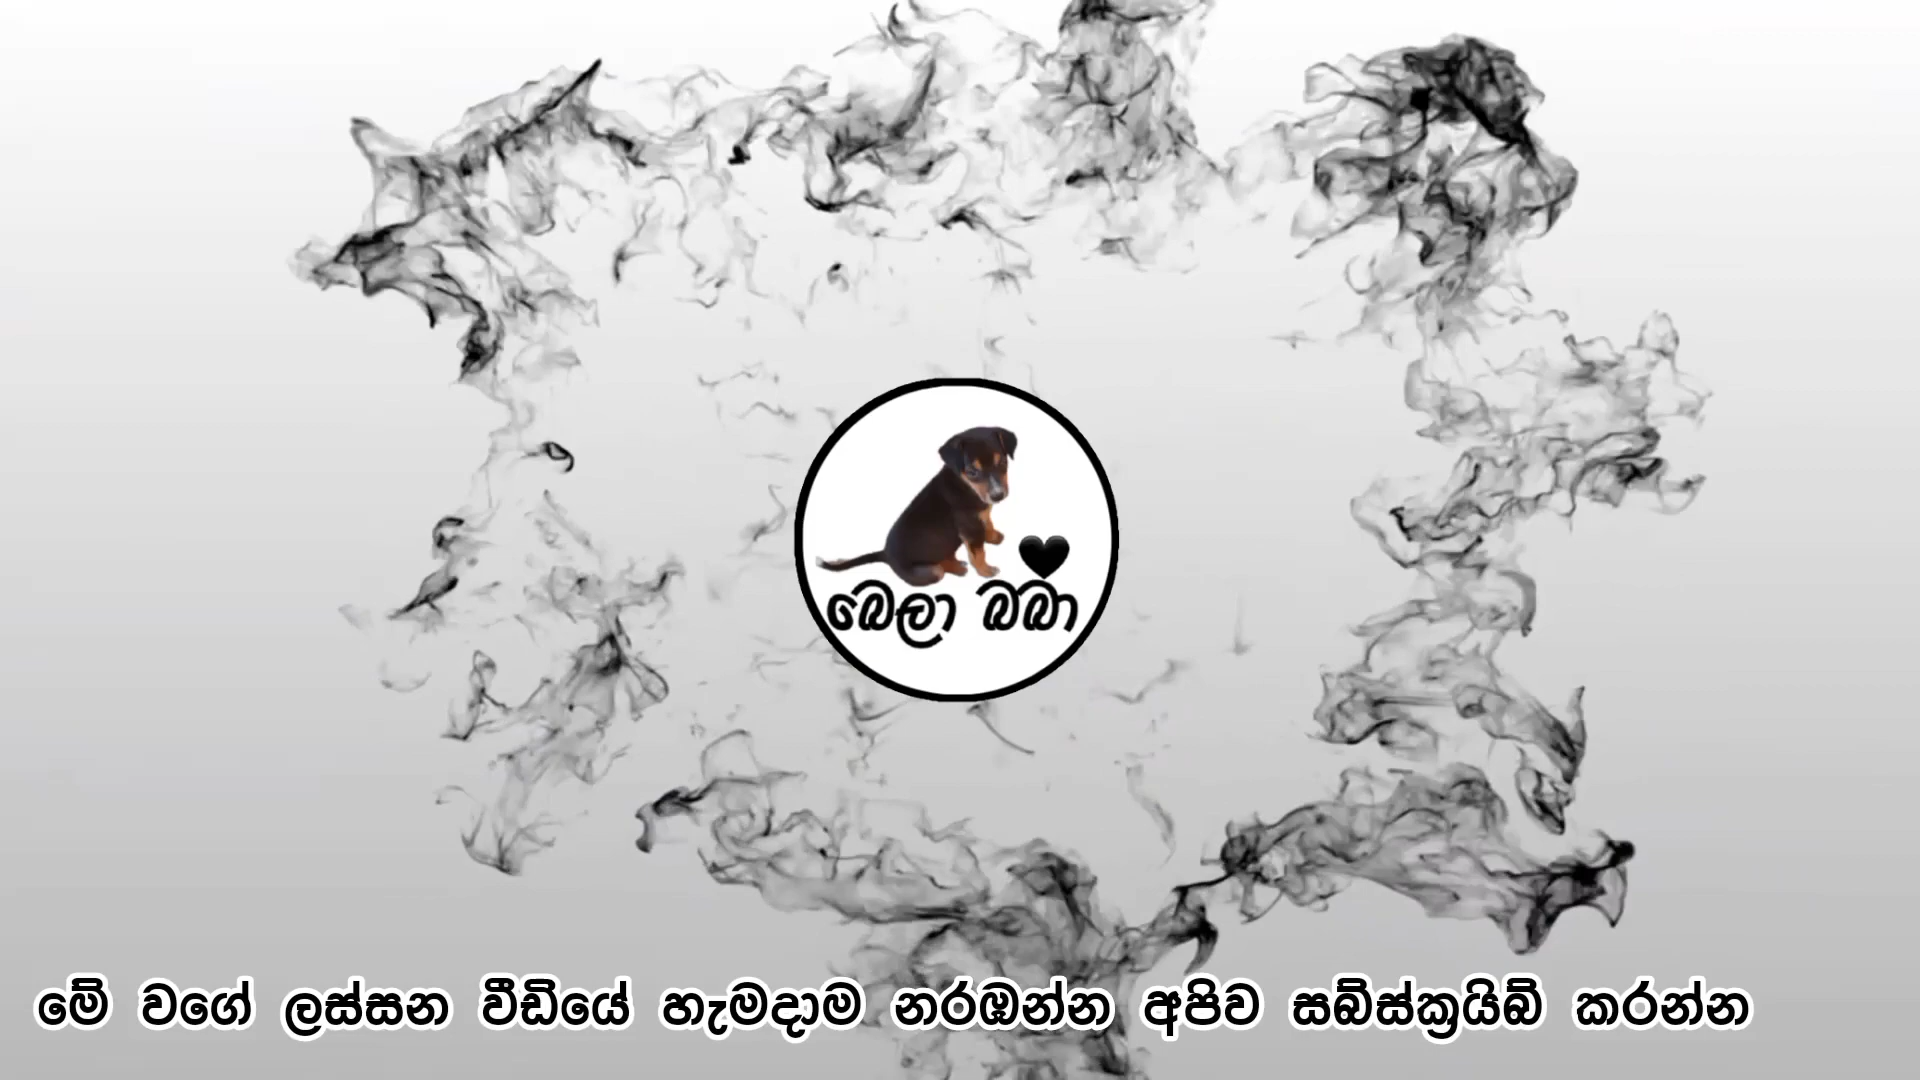 බෙලා බබා
මේ වගේ ලස්සන වීඩියේ හැමදාම නරඹන්න අපිව සබ්ස්ක්‍රයිබ් කරන්න